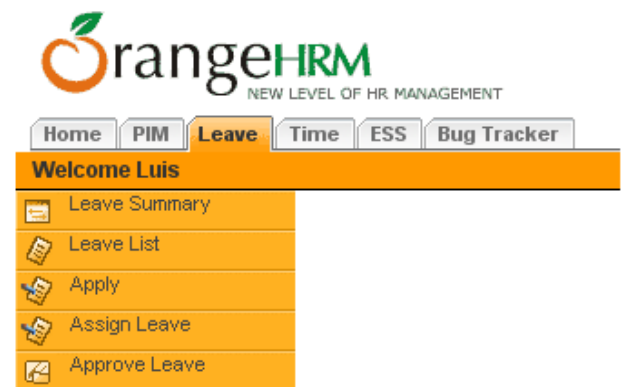 OrangeHRM
NEW LEVEL OF HR MANAGEMENT
Home PIM Leave Time ESS Bug Tracker
Welcome Luis
Leave Summary
Leave List
Apply
Assign Leave
Approve Leave